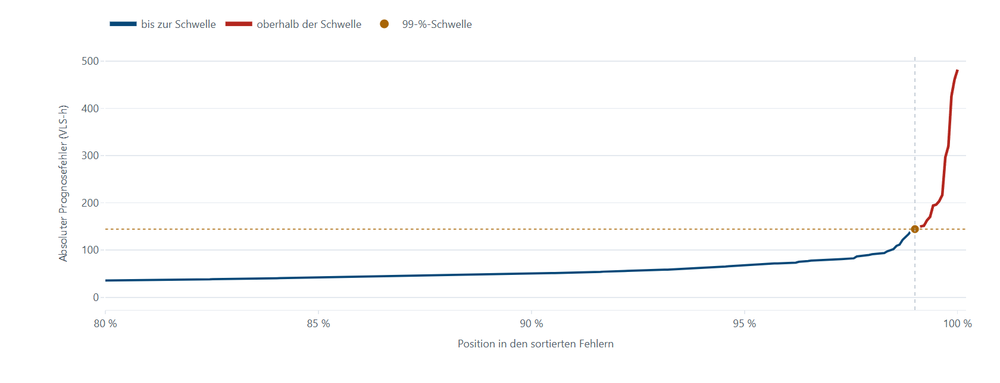 bis zur Schwelle oberhalb der Schwelle 99-%-Schwelle
500
400
300
200
100
0
Absoluter Prognosefehler (VLS-h)
80 % 85 % 90 % 95 % 100 %
Position in den sortierten Fehlern